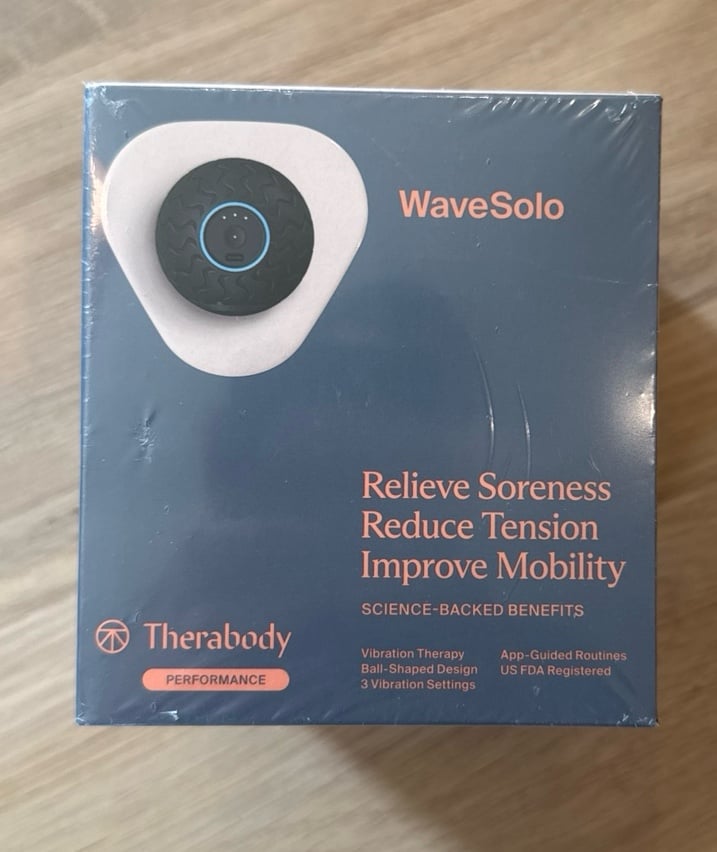 WaveSolo
Relieve Soreness
Reduce Tension
Improve Mobility
SCIENCE-BACKED BENEFITS
Therabody
PERFORMANCE
Vibration Therapy
Ball-Shaped Design
3 Vibration Settings
App-Guided Routines
US FDA Registered